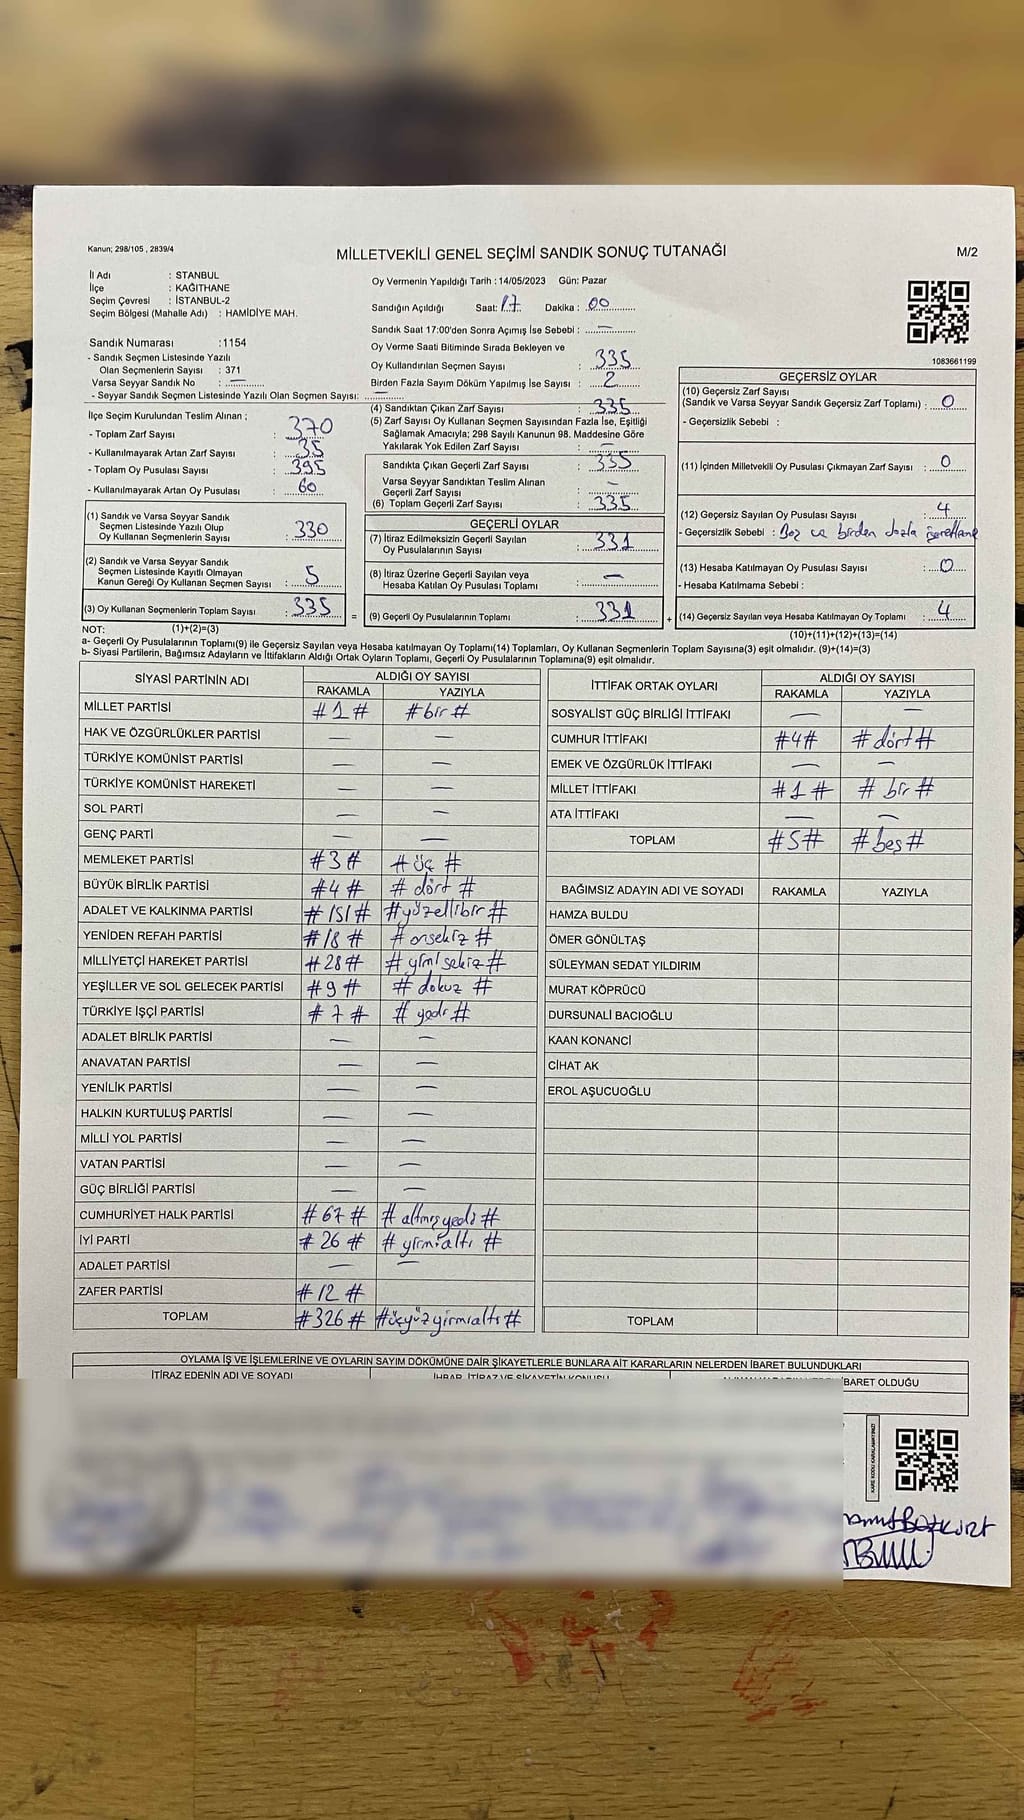 Kanun; 298/105 , 2839/4
MİLLETVEKİLİ GENEL SEÇİMİ SANDIK SONUÇ TUTANAĞI
M/2
İl Adı : STANBUL
İlçe : KAĞITHANE
Seçim Çevresi : İSTANBUL-2
Seçim Bölgesi (Mahalle Adı) : HAMİDİYE MAH.
Sandık Numarası :1154
- Sandık Seçmen Listesinde Yazılı
Olan Seçmenlerin Sayısı : 371
Varsa Seyyar Sandık No : —
- Seyyar Sandık Seçmen Listesinde Yazılı Olan Seçmen Sayısı:
Oy Vermenin Yapıldığı Tarih : 14/05/2023 Gün: Pazar
Sandığın Açıldığı Saat: 17 Dakika : 00
Sandık Saat 17:00'den Sonra Açımış İse Sebebi : —
Oy Verme Saati Bitiminde Sırada Bekleyen ve
Oy Kullandırılan Seçmen Sayısı : 335
Birden Fazla Sayım Döküm Yapılmış İse Sayısı : 2
1083661199
İlçe Seçim Kurulundan Teslim Alınan ;
- Toplam Zarf Sayısı : 370
- Kullanılmayarak Artan Zarf Sayısı : 35
- Toplam Oy Pusulası Sayısı : 395
- Kullanılmayarak Artan Oy Pusulası : 60
(1) Sandık ve Varsa Seyyar Sandık
Seçmen Listesinde Yazılı Olup
Oy Kullanan Seçmenlerin Sayısı : 330
(2) Sandık ve Varsa Seyyar Sandık
Seçmen Listesinde Kayıtlı Olmayan
Kanun Gereği Oy Kullanan Seçmen Sayısı : 5
(3) Oy Kullanan Seçmenlerin Toplam Sayısı : 335 =
(4) Sandıktan Çıkan Zarf Sayısı : 335
(5) Zarf Sayısı Oy Kullanan Seçmen Sayısından Fazla İse, Eşitliği
Sağlamak Amacıyla; 298 Sayılı Kanunun 98. Maddesine Göre
Yakılarak Yok Edilen Zarf Sayısı : —
Sandıkta Çıkan Geçerli Zarf Sayısı : 335
Varsa Seyyar Sandıktan Teslim Alınan
Geçerli Zarf Sayısı : —
(6) Toplam Geçerli Zarf Sayısı : 335
GEÇERLİ OYLAR
(7) İtiraz Edilmeksizin Geçerli Sayılan
Oy Pusulalarının Sayısı : 331
(8) İtiraz Üzerine Geçerli Sayılan veya
Hesaba Katılan Oy Pusulası Toplamı : —
(9) Geçerli Oy Pusulalarının Toplamı : 331 +
GEÇERSİZ OYLAR
(10) Geçersiz Zarf Sayısı
(Sandık ve Varsa Seyyar Sandık Geçersiz Zarf Toplamı) : 0
- Geçersizlik Sebebi :
(11) İçinden Milletvekili Oy Pusulası Çıkmayan Zarf Sayısı : 0
(12) Geçersiz Sayılan Oy Pusulası Sayısı : 4
- Geçersizlik Sebebi : Boş ve birden fazla
(13) Hesaba Katılmayan Oy Pusulası Sayısı : 0
- Hesaba Katılmama Sebebi :
(14) Geçersiz Sayılan veya Hesaba Katılmayan Oy Toplamı : 4
NOT: (1)+(2)=(3)
(10)+(11)+(12)+(13)=(14)
a- Geçerli Oy Pusulaları Toplamı(9) ile Geçersiz Sayılan veya Hesaba katılmayan Oy Toplamı(14) Toplamları, Oy Kullanan Seçmenlerin Toplam Sayısına(3) eşit olmalıdır. (9)+(14)=(3)
b- Siyasi Partilerin, Bağımsız Adayların ve İttifakların Aldığı Ortak Oyların Toplamı, Geçerli Oy Pusulalarının Toplamına(9) eşit olmalıdır.
SİYASİ PARTİNİN ADI ALDIĞI OY SAYISI
RAKAMLA YAZIYLA
MİLLET PARTİSİ #1# #bir#
HAK VE ÖZGÜRLÜKLER PARTİSİ — —
TÜRKİYE KOMÜNİST PARTİSİ — —
TÜRKİYE KOMÜNİST HAREKETİ — —
SOL PARTİ — —
GENÇ PARTİ — —
MEMLEKET PARTİSİ #3# #üç#
BÜYÜK BİRLİK PARTİSİ #4# #dört#
ADALET VE KALKINMA PARTİSİ #151# #yüzellibir#
YENİDEN REFAH PARTİSİ #18# #onsekiz#
MİLLİYETÇİ HAREKET PARTİSİ #28# #yimisekiz#
YEŞİLLER VE SOL GELECEK PARTİSİ #9# #dokuz#
TÜRKİYE İŞÇİ PARTİSİ #7# #yedi#
ADALET BİRLİK PARTİSİ — —
ANAVATAN PARTİSİ — —
YENİLİK PARTİSİ — —
HALKIN KURTULUŞ PARTİSİ — —
MİLLİ YOL PARTİSİ — —
VATAN PARTİSİ — —
GÜÇ BİRLİĞİ PARTİSİ — —
CUMHURİYET HALK PARTİSİ #67# #altmışyedi#
İYİ PARTİ #26# #yirmialtı#
ADALET PARTİSİ — —
ZAFER PARTİSİ #12#
TOPLAM #326# #üçyüzyirmialtı#
İTTİFAK ORTAK OYLARI ALDIĞI OY SAYISI
RAKAMLA YAZIYLA
SOSYALİST GÜÇ BİRLİĞİ İTTİFAKI — —
CUMHUR İTTİFAKI #4# #dört#
EMEK VE ÖZGÜRLÜK İTTİFAKI — —
MİLLET İTTİFAKI #1# #bir#
ATA İTTİFAKI — —
TOPLAM #5# #beş#
BAĞIMSIZ ADAYIN ADI VE SOYADI RAKAMLA YAZIYLA
HAMZA BULDU
ÖMER GÖNÜLTAŞ
SÜLEYMAN SEDAT YILDIRIM
MURAT KÖPRÜCÜ
DURSUNALİ BACIOĞLU
KAAN KONANCİ
CİHAT AK
EROL AŞUCUOĞLU
TOPLAM
OYLAMA İŞ VE İŞLEMLERİNE VE OYLARIN SAYIM DÖKÜMÜNE DAİR ŞİKAYETLERLE BUNLARA AİT KARARLARIN NELERDEN İBARET BULUNDUKLARI
İTİRAZ EDENİN ADI VE SOYADI İHBAR, İTİRAZ VE ŞİKAYETİN KONUSU BARET OLDUĞU